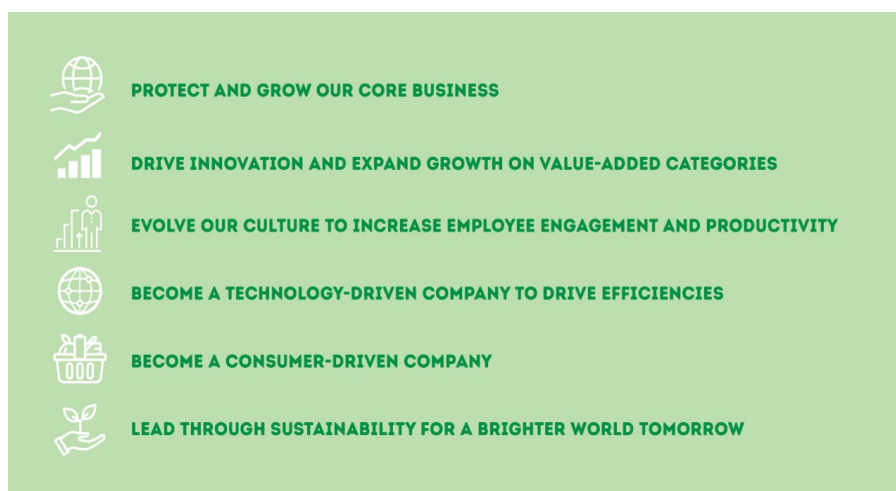 PROTECT AND GROW OUR CORE BUSINESS
DRIVE INNOVATION AND EXPAND GROWTH ON VALUE-ADDED CATEGORIES
EVOLVE OUR CULTURE TO INCREASE EMPLOYEE ENGAGEMENT AND PRODUCTIVITY
BECOME A TECHNOLOGY-DRIVEN COMPANY TO DRIVE EFFICIENCIES
BECOME A CONSUMER-DRIVEN COMPANY
LEAD THROUGH SUSTAINABILITY FOR A BRIGHTER WORLD TOMORROW